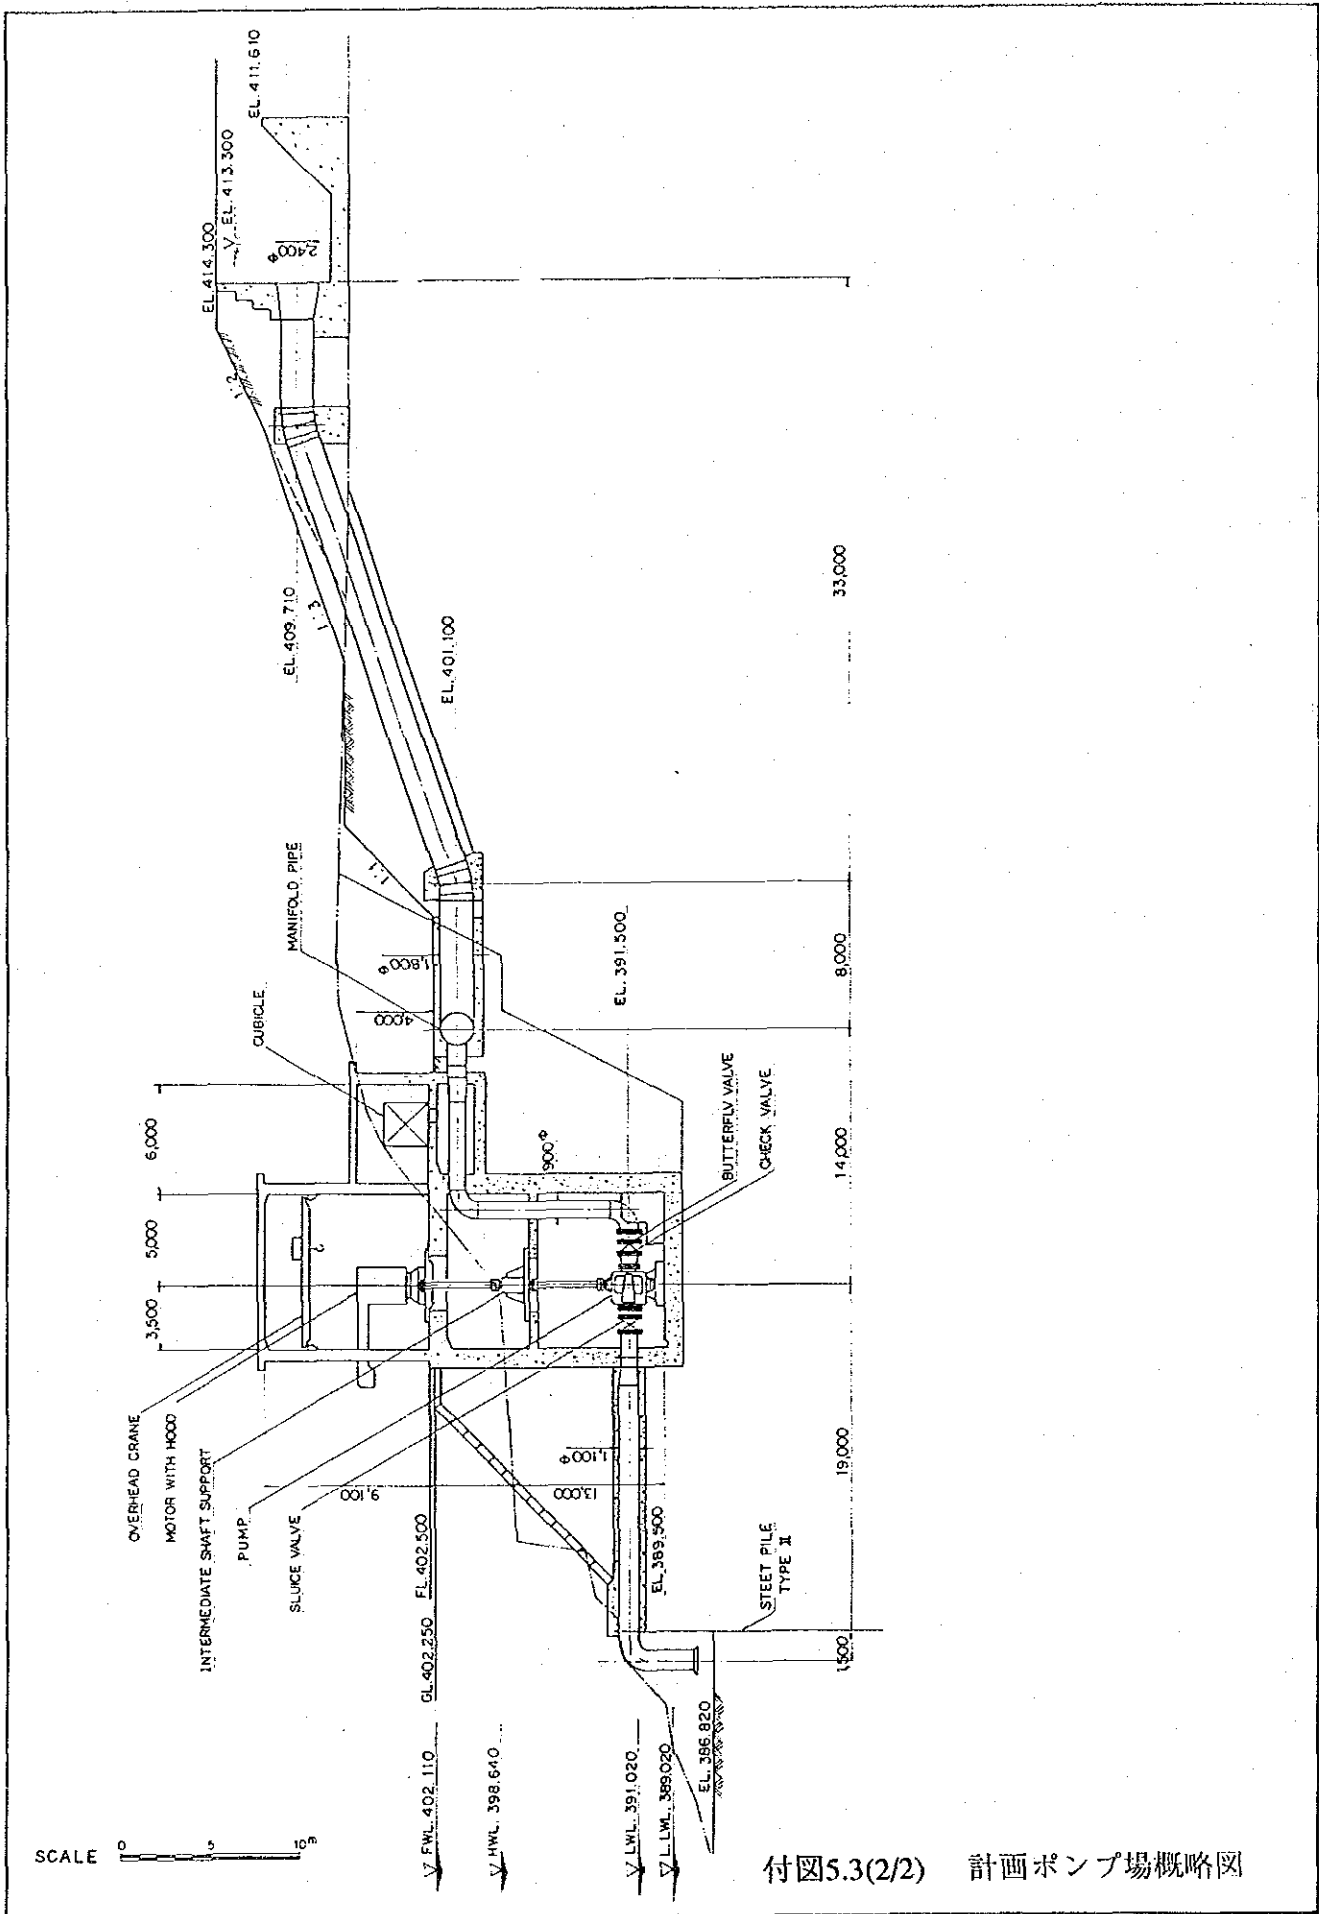 EL. 411.610
EL. 414.300
▽ EL. 413.300
2,400φ
1:2
EL. 409.710
1:3
EL. 401.100
33,000
1:1
MANIFOLD PIPE
CUBICLE
1,800φ
4,000
EL. 391.500
8,000
6,000
5,000
3,500
900φ
BUTTERFLV VALVE
CHECK VALVE
14,000
OVERHEAD CRANE
MOTOR WITH HOOD
INTERMEDIATE SHAFT SUPPORT
PUMP
SLUICE VALVE
9,100
13,000
1,100φ
19,000
GL. 402.250
FL. 402.500
EL. 389.500
STEET PILE
TYPE II
1,500
▽ FWL. 402.110
▽ HWL. 398.640
▽ LWL. 391.020
▽ L.LWL. 389.020
EL. 386.820
SCALE 0 5 10m
付図5.3(2/2) 計画ポンプ場概略図